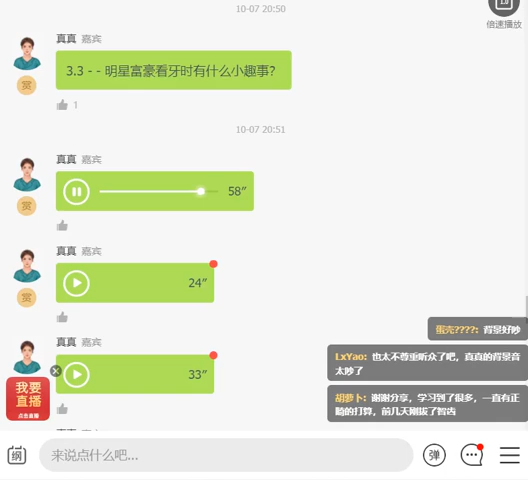 10-07 20:50
1.0
倍速播放
真真 嘉宾
3.3 - - 明星富豪看牙时有什么小趣事?
赏
1
10-07 20:51
真真 嘉宾
58"
赏
真真 嘉宾
24"
赏
蛋壳????: 背景好吵
真真 嘉宾
33"
LxYao: 也太不尊重听众了吧，真真的背景音
太吵了
我要
直播
点击直播
胡萝卜: 谢谢分享，学习到了很多，一直有正
畸的打算，前几天刚拔了智齿
纲
来说点什么吧...
弹